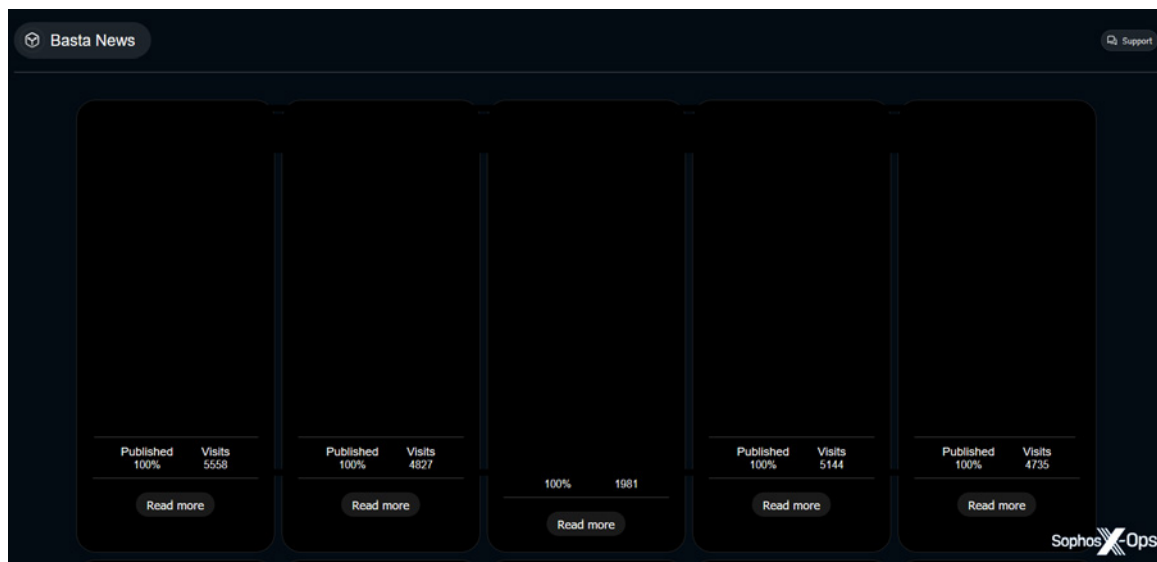 Basta News
Support
Published Visits
100% 5558
Read more
Published Visits
100% 4827
Read more
100% 1981
Read more
Published Visits
100% 5144
Read more
Published Visits
100% 4735
Read more
Sophos X-Ops